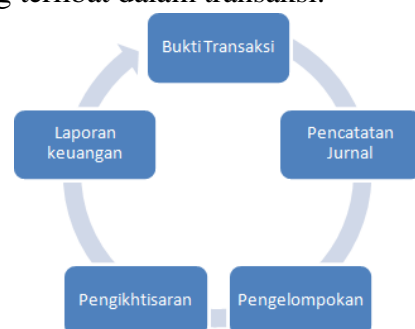 terlibat dalam transaksi.
Bukti Transaksi
Pencatatan
Jurnal
Pengelompokan
Pengikhtisaran
Laporan
keuangan